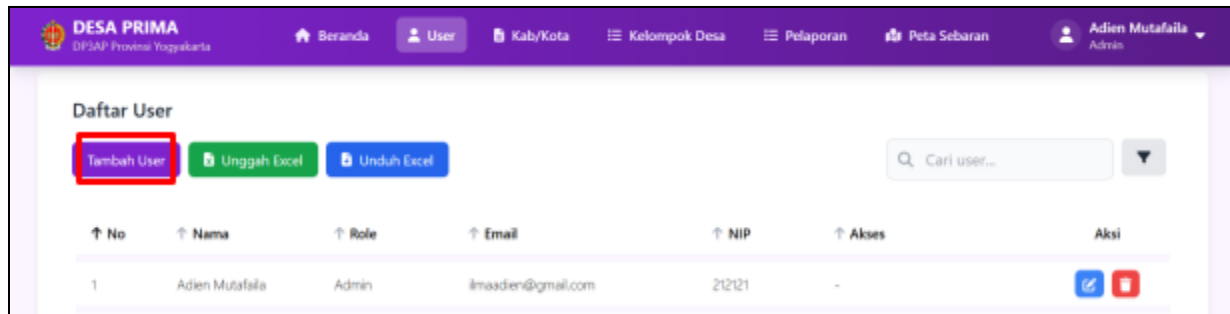 DESA PRIMA
DP3AP Provinsi Yogyakarta
Beranda
User
Kab/Kota
Kelompok Desa
Pelaporan
Peta Sebaran
Adien Mutafaila
Admin
Daftar User
Tambah User
Unggah Excel
Unduh Excel
Cari user...
No Nama Role Email NIP Akses Aksi
1 Adien Mutafaila Admin ilmaadien@gmail.com 212121 -